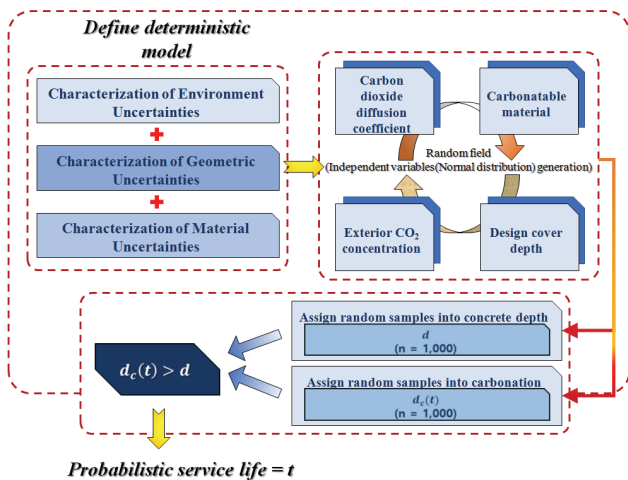 Define deterministic
model
Characterization of Environment
Uncertainties
+
Characterization of Geometric
Uncertainties
+
Characterization of Material
Uncertainties
Carbon
dioxide
diffusion
coefficient
Carbonatable
material
Random field
(Independent variables(Normal distribution) generation)
Exterior CO₂
concentration
Design cover
depth
Assign random samples into concrete depth
d
(n = 1,000)
Assign random samples into carbonation
d_c(t)
(n = 1,000)
d_c(t) > d
Probabilistic service life = t